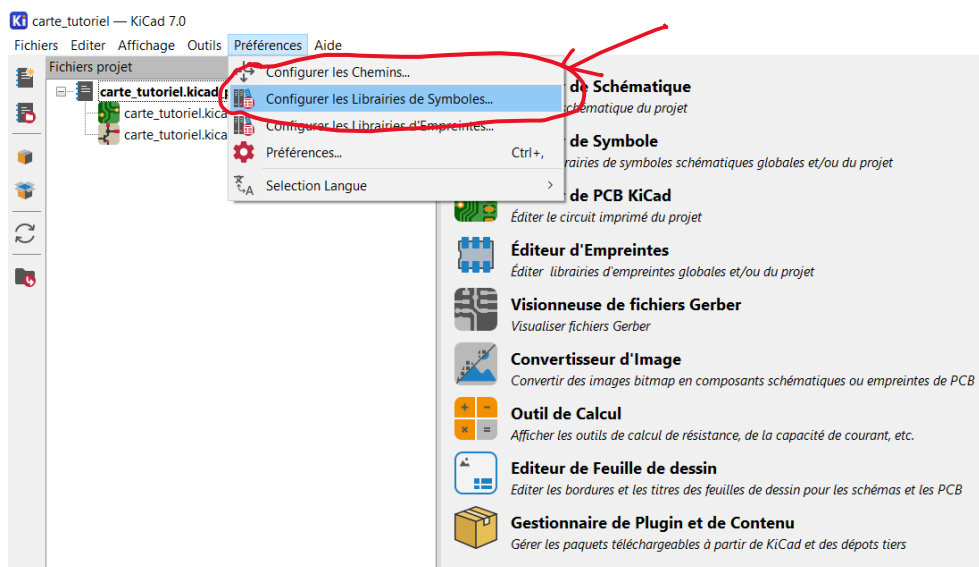 Ki carte_tutoriel — KiCad 7.0
Fichiers Editer Affichage Outils Préférences Aide
Fichiers projet
carte_tutoriel.kicad_p
carte_tutoriel.kica
carte_tutoriel.kica
Configurer les Chemins...
Configurer les Librairies de Symboles...
Configurer les Librairies d'Empreintes...
Préférences... Ctrl+,
Selection Langue
de Schématique
schématique du projet
de Symbole
rairies de symboles schématiques globales et/ou du projet
de PCB KiCad
Éditer le circuit imprimé du projet
Éditeur d'Empreintes
Éditer librairies d'empreintes globales et/ou du projet
Visionneuse de fichiers Gerber
Visualiser fichiers Gerber
Convertisseur d'Image
Convertir des images bitmap en composants schématiques ou empreintes de PCB
Outil de Calcul
Afficher les outils de calcul de résistance, de la capacité de courant, etc.
Editeur de Feuille de dessin
Editer les bordures et les titres des feuilles de dessin pour les schémas et les PCB
Gestionnaire de Plugin et de Contenu
Gérer les paquets téléchargeables à partir de KiCad et des dépots tiers